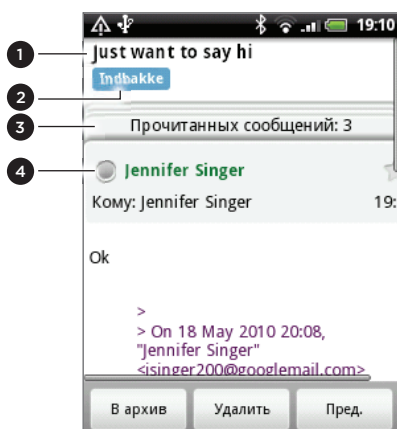 19:10
1 Just want to say hi
2 Indbakke
3 Прочитанных сообщений: 3
4 Jennifer Singer
Кому: Jennifer Singer 19:
Ok
>
> On 18 May 2010 20:08,
"Jennifer Singer"
<jsinger200@googlemail.com>
В архив Удалить Пред.